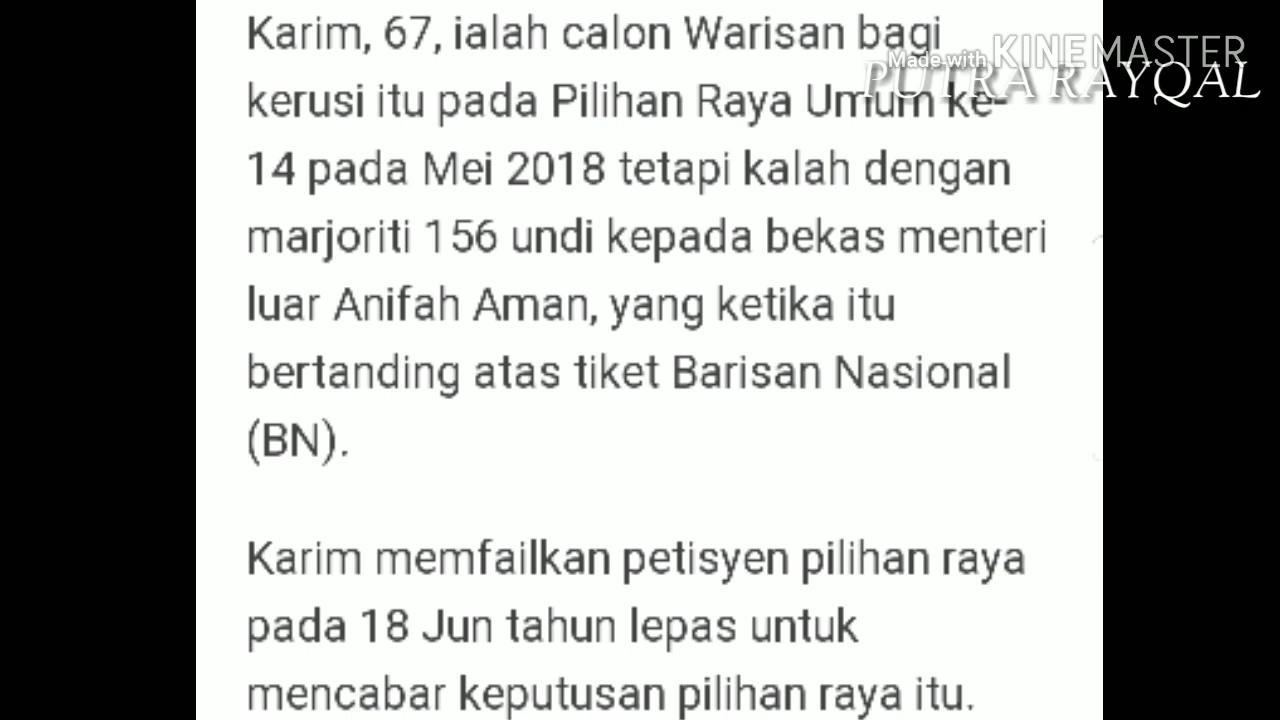 Karim, 67, ialah calon Warisan bagi
Made with KINEMASTER
PUTRA RAYQAL
kerusi itu pada Pilihan Raya Umum ke-
14 pada Mei 2018 tetapi kalah dengan
marjoriti 156 undi kepada bekas menteri
luar Anifah Aman, yang ketika itu
bertanding atas tiket Barisan Nasional
(BN).
Karim memfailkan petisyen pilihan raya
pada 18 Jun tahun lepas untuk
mencabar keputusan pilihan raya itu.